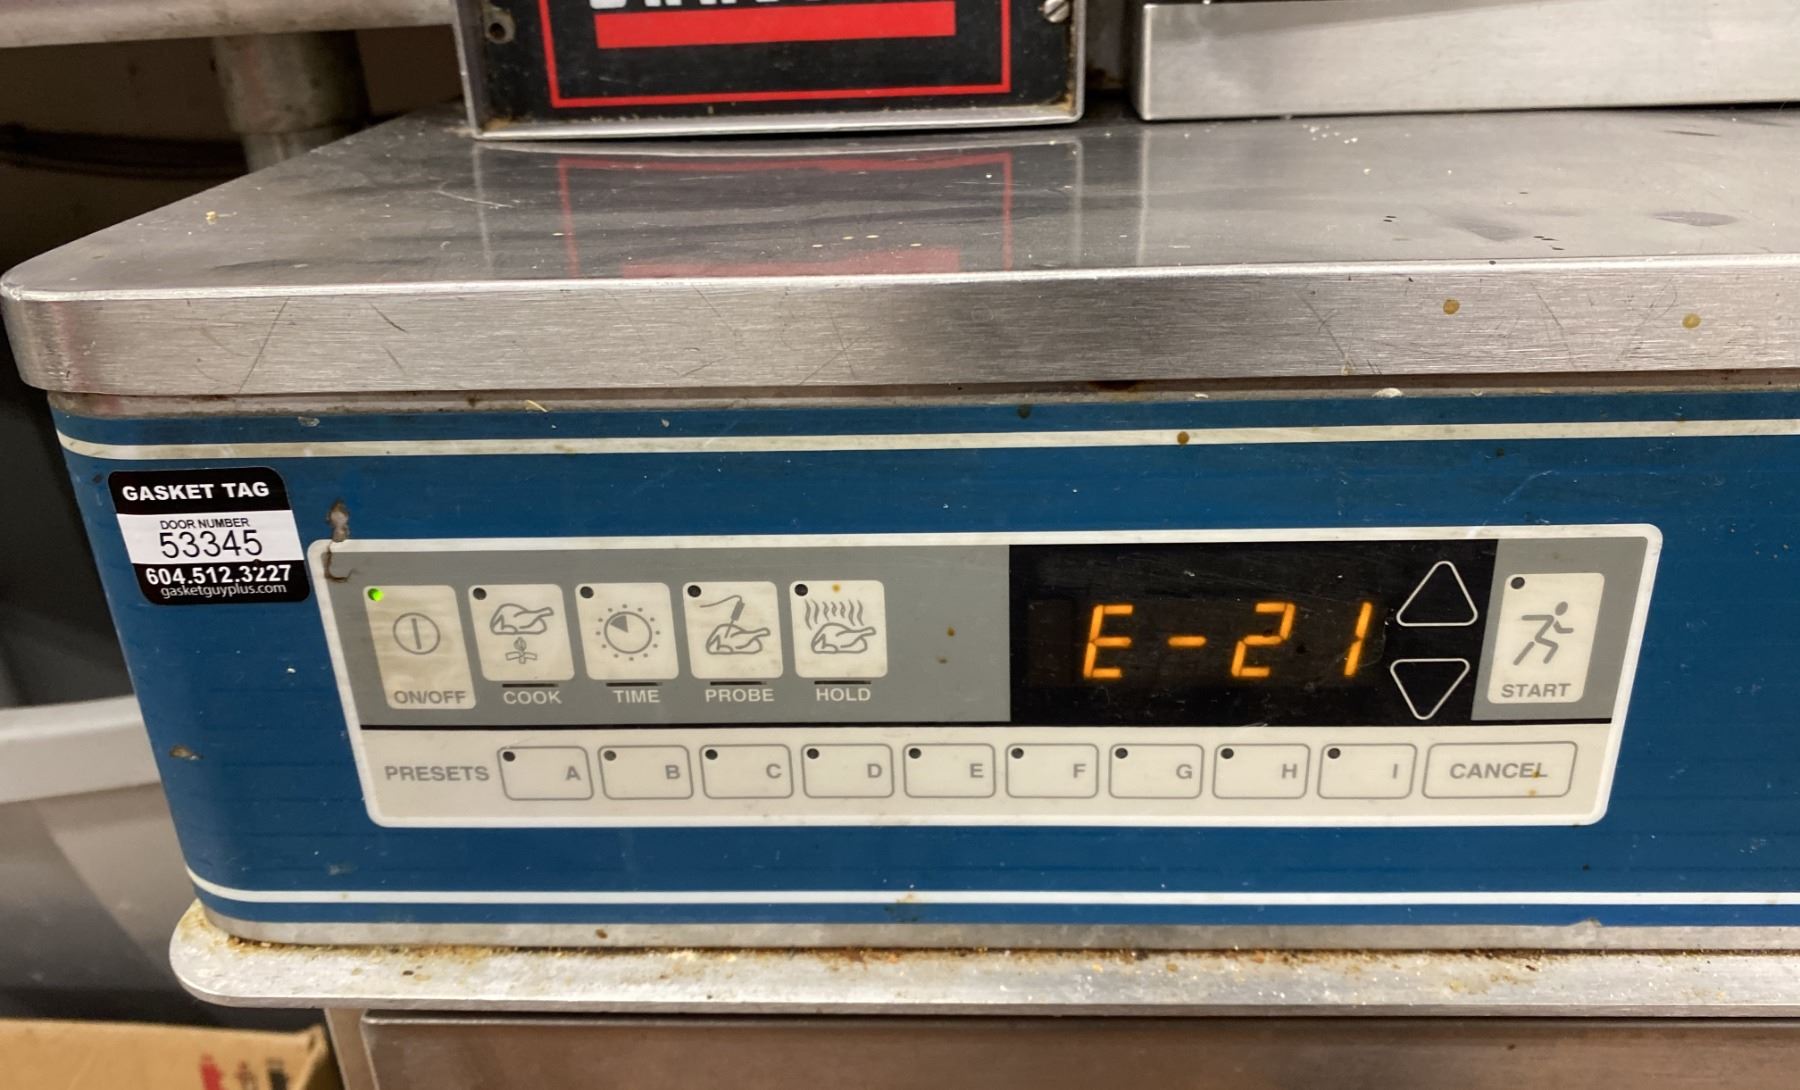 GASKET TAG
DOOR NUMBER
53345
604.512.3227
gasketguyplus.com
ON/OFF
COOK
TIME
PROBE
HOLD
E-21
START
PRESETS
A
B
C
D
E
F
G
H
I
CANCEL